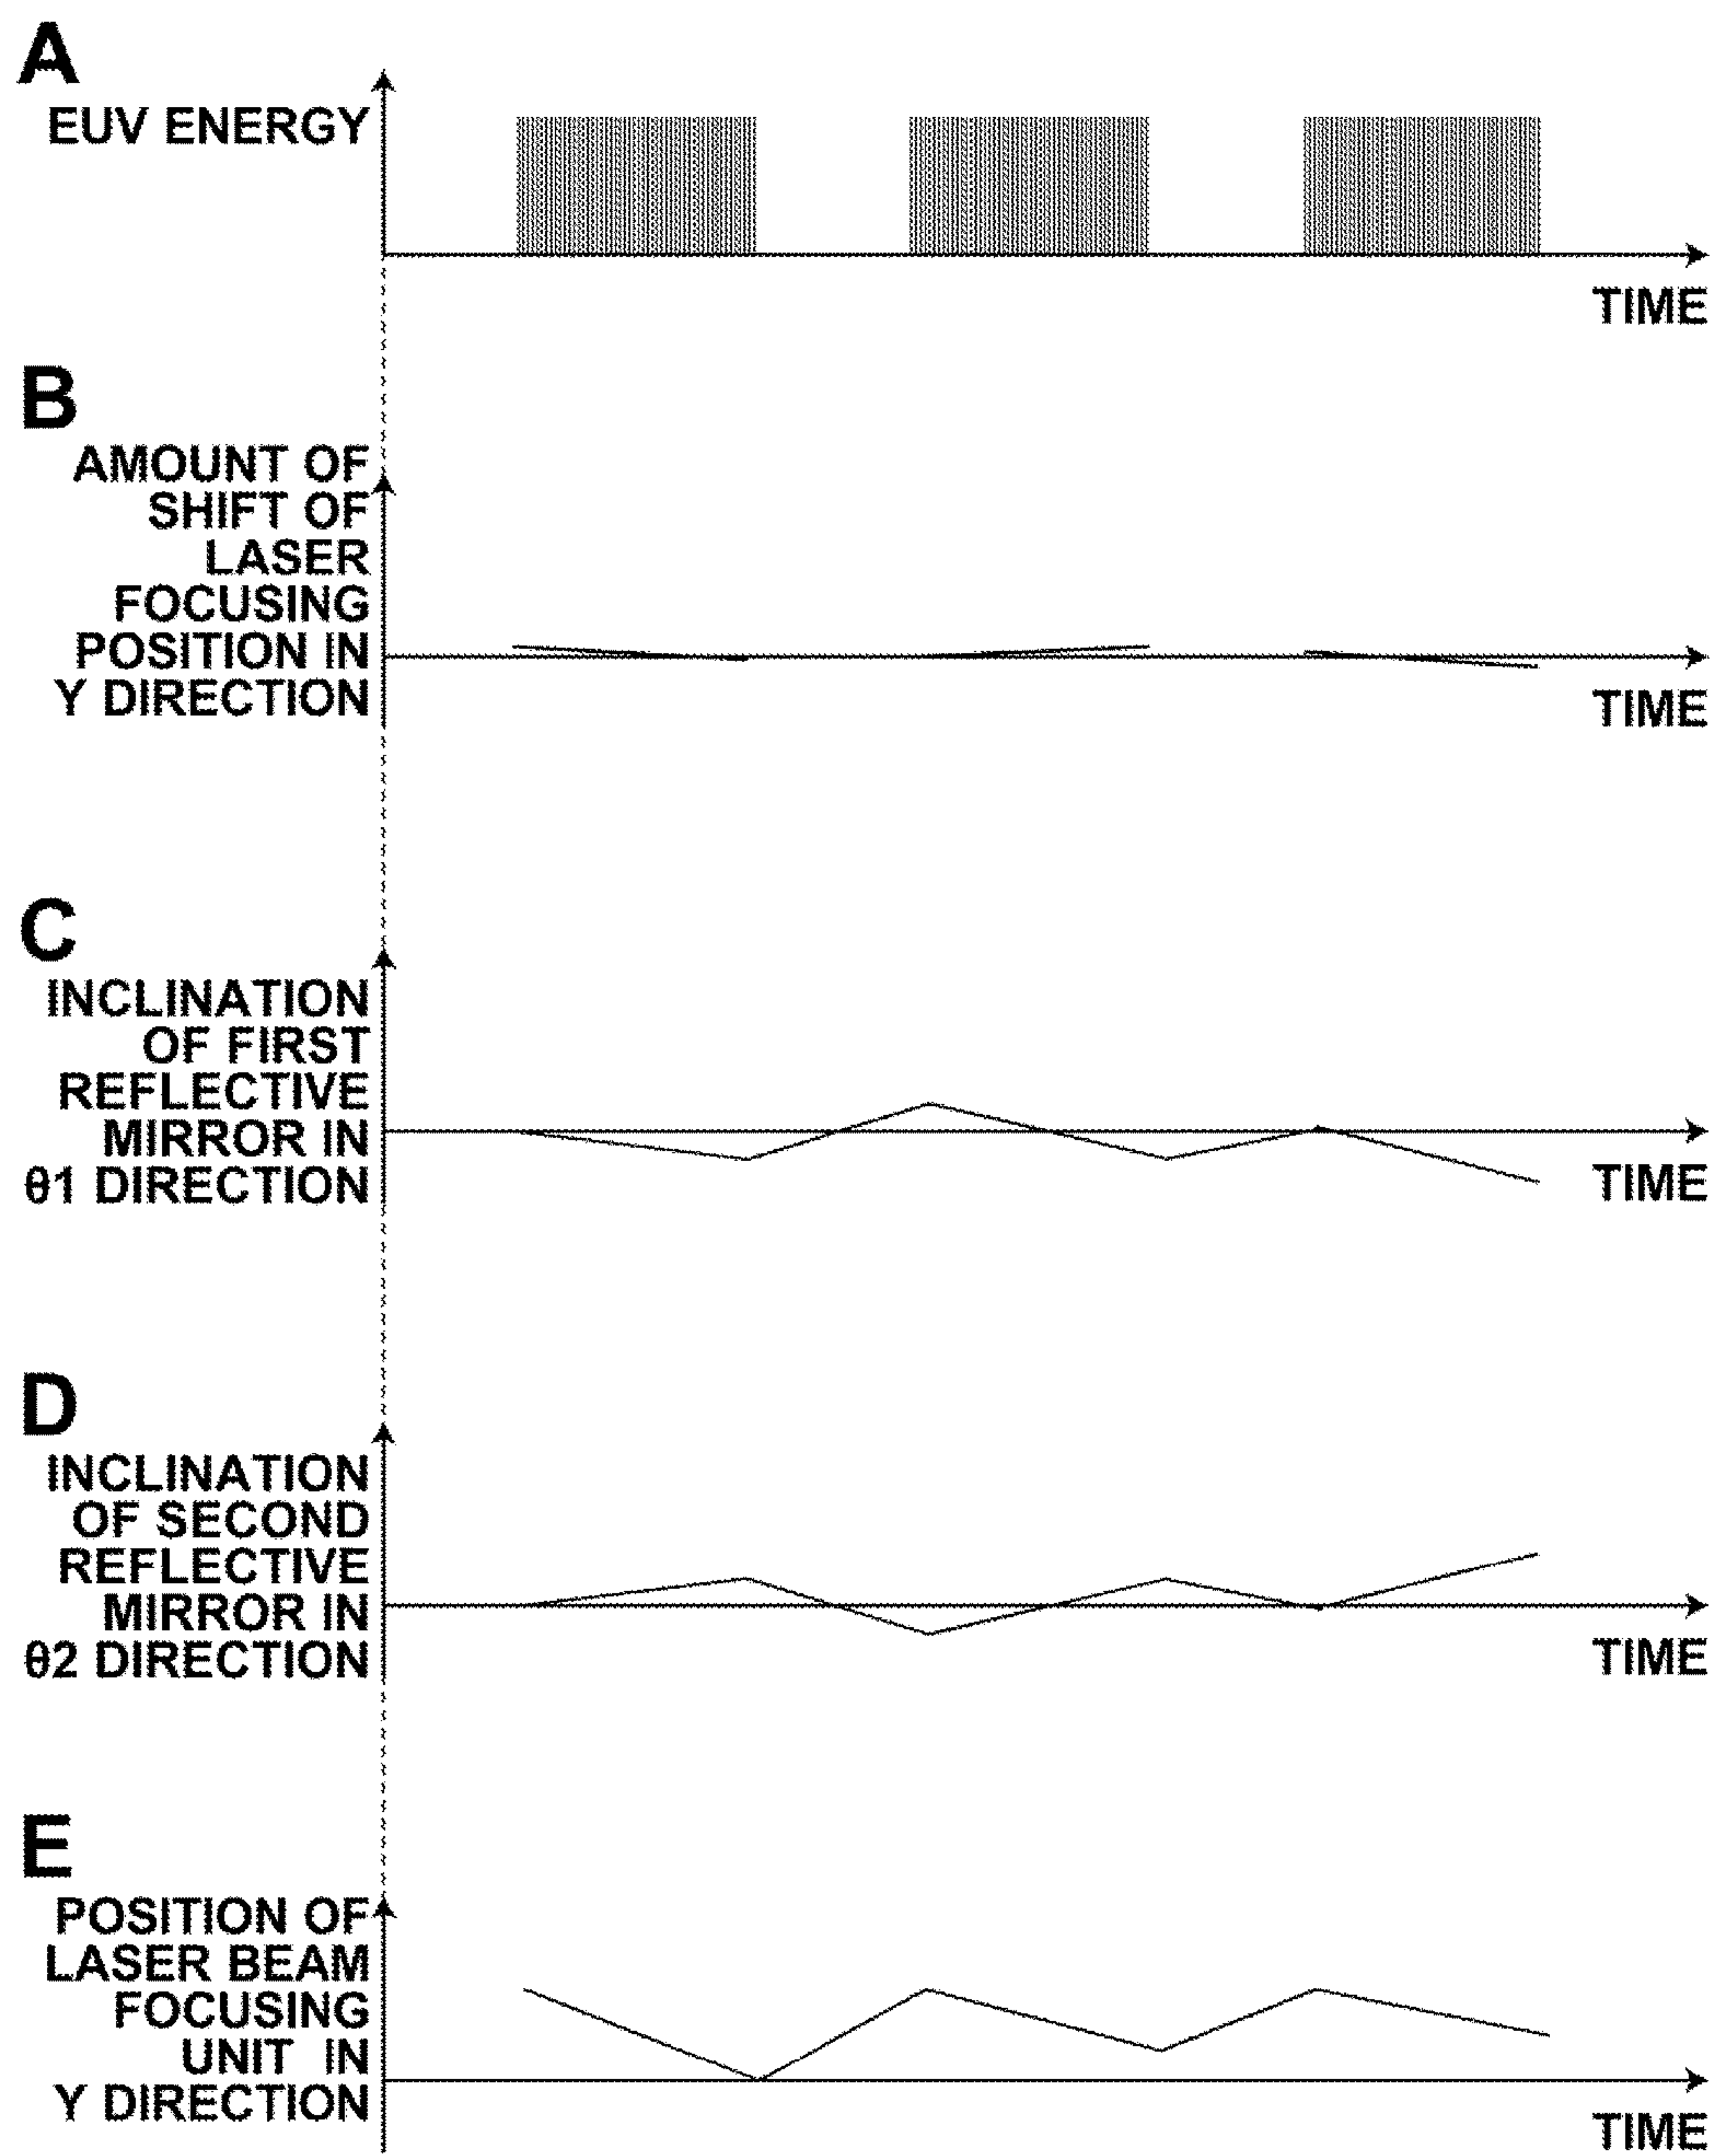 A
EUV ENERGY
TIME
B
AMOUNT OF
SHIFT OF
LASER
FOCUSING
POSITION IN
Y DIRECTION
TIME
C
INCLINATION
OF FIRST
REFLECTIVE
MIRROR IN
θ1 DIRECTION
TIME
D
INCLINATION
OF SECOND
REFLECTIVE
MIRROR IN
θ2 DIRECTION
TIME
E
POSITION OF
LASER BEAM
FOCUSING
UNIT IN
Y DIRECTION
TIME